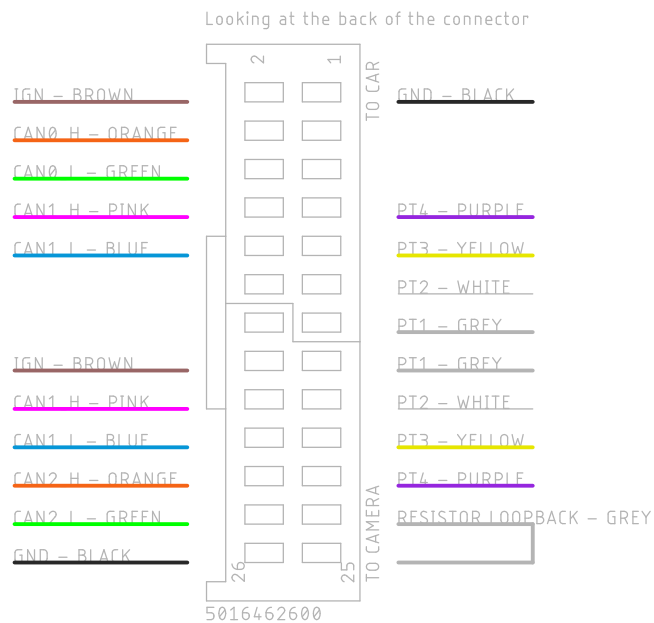 Looking at the back of the connector
2 1
TO CAR
IGN - BROWN
GND - BLACK
CAN0 H - ORANGE
CAN0 L - GREEN
CAN1 H - PINK
PT4 - PURPLE
CAN1 L - BLUE
PT3 - YELLOW
PT2 - WHITE
PT1 - GREY
IGN - BROWN
PT1 - GREY
CAN1 H - PINK
PT2 - WHITE
CAN1 L - BLUE
PT3 - YELLOW
CAN2 H - ORANGE
PT4 - PURPLE
CAN2 L - GREEN
RESISTOR LOOPBACK - GREY
GND - BLACK
TO CAMERA
26 25
5016462600